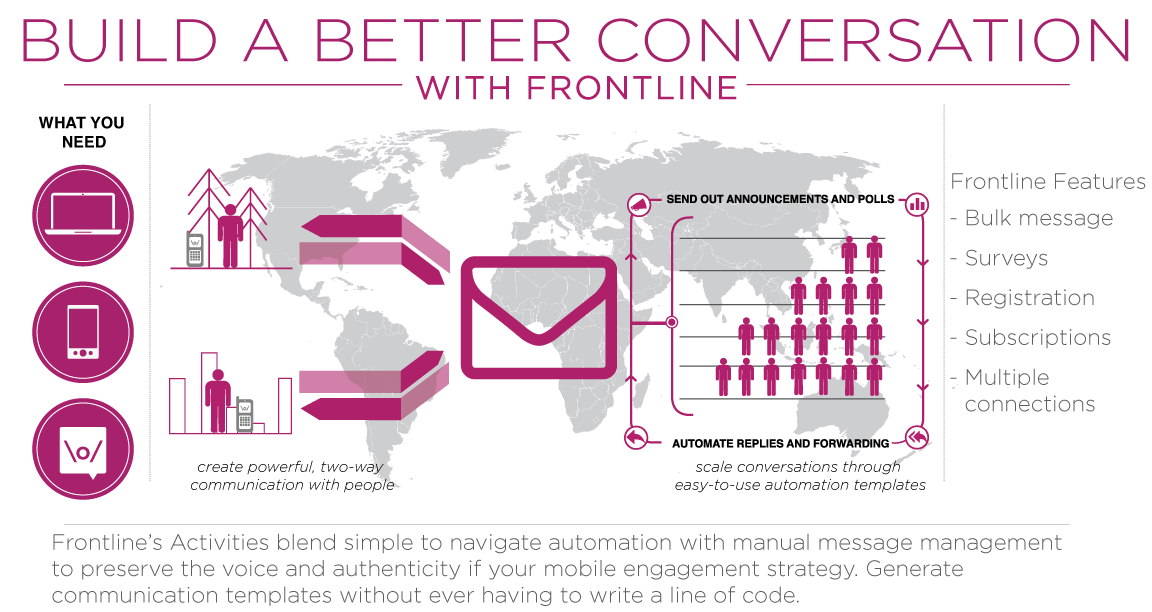 BUILD A BETTER CONVERSATION
WITH FRONTLINE
WHAT YOU
NEED
\o/
\o/
\o/
create powerful, two-way
communication with people
SEND OUT ANNOUNCEMENTS AND POLLS
AUTOMATE REPLIES AND FORWARDING
scale conversations through
easy-to-use automation templates
Frontline Features
- Bulk message
- Surveys
- Registration
- Subscriptions
- Multiple
connections
Frontline's Activities blend simple to navigate automation with manual message management
to preserve the voice and authenticity if your mobile engagement strategy. Generate
communication templates without ever having to write a line of code.